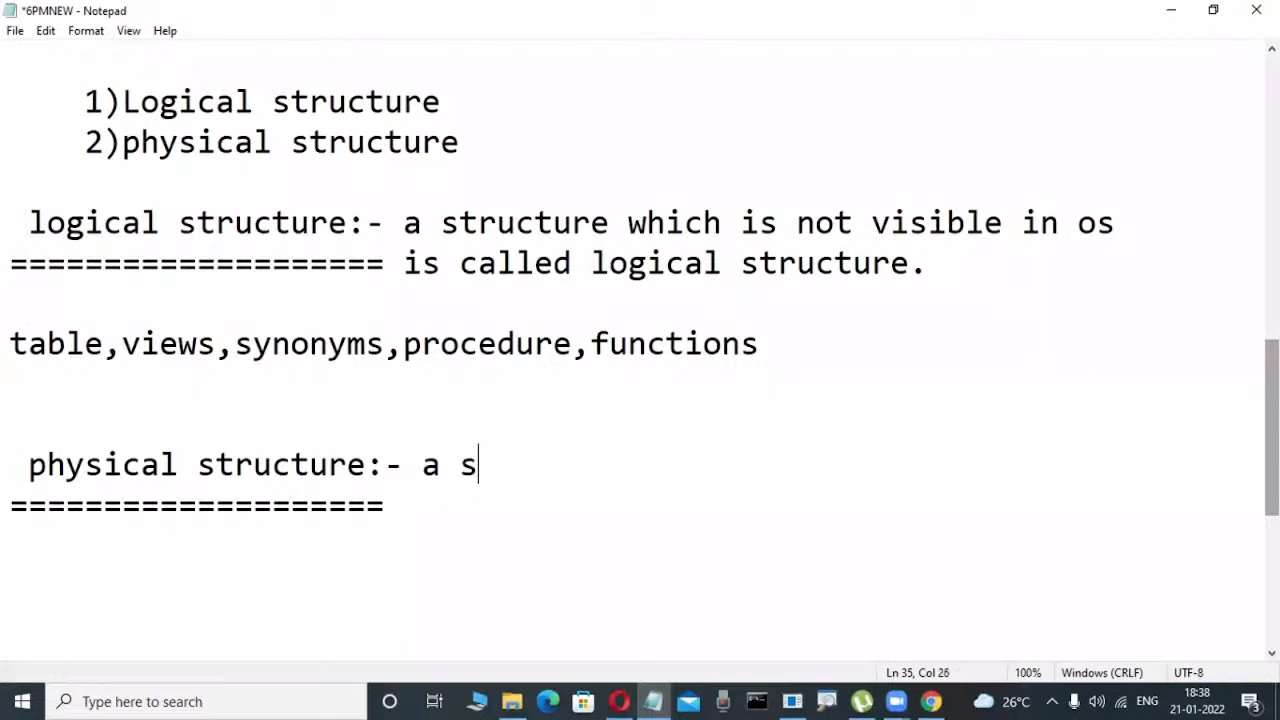 *6PMNEW - Notepad
File Edit Format View Help
1)Logical structure
2)physical structure
logical structure:- a structure which is not visible in os
==================== is called logical structure.
table,views,synonyms,procedure,functions
physical structure:- a s
====================
Ln 35, Col 26 100% Windows (CRLF) UTF-8
Type here to search 26°C ENG 18:38 3
21-01-2022